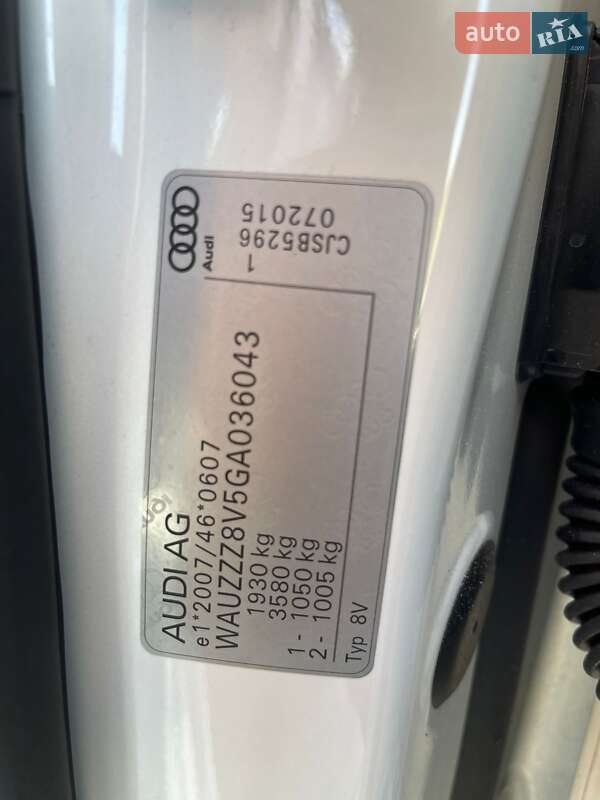 auto RIA
.com
AUDI AG
e1*2007/46*0607
WAUZZZ8V5GA036043
1930 kg
3580 kg
1 - 1050 kg
2 - 1005 kg
Typ 8V
Audi
1
CJSB5296
072015